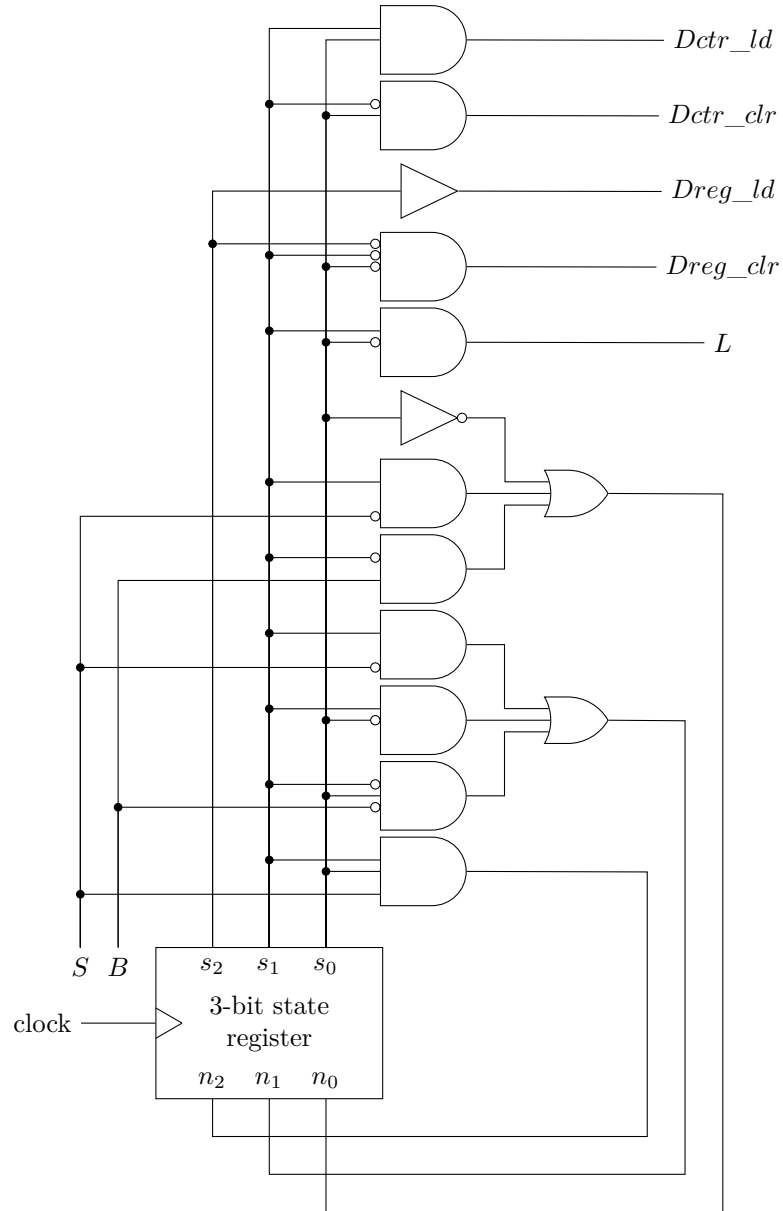 Dctr_ld
Dctr_clr
Dreg_ld
Dreg_clr
L
S B s2 s1 s0
3-bit state
clock
register
n2 n1 n0